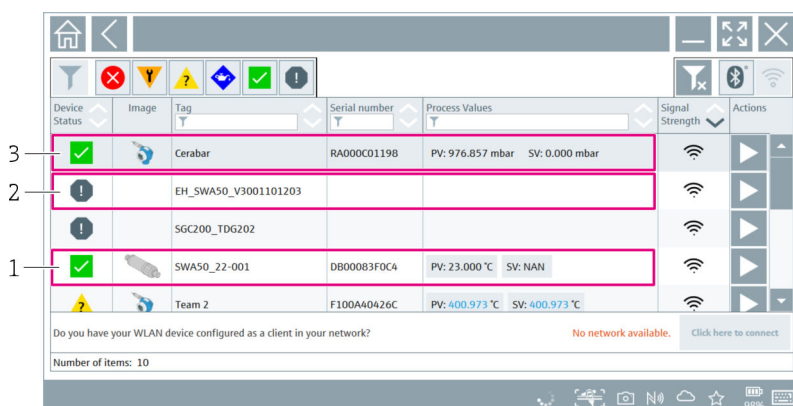 Device Status Image Tag Serial number Process Values Signal Strength Actions
3 Cerabar RA000C01198 PV: 976.857 mbar SV: 0.000 mbar
2 EH_SWA50_V3001101203
SGC200_TDG202
1 SWA50_22-001 DB00083F0C4 PV: 23.000 °C SV: NAN
Team 2 F100A40426C PV: 400.973 °C SV: 400.973 °C
Do you have your WLAN device configured as a client in your network? No network available. Click here to connect
Number of items: 10
98%